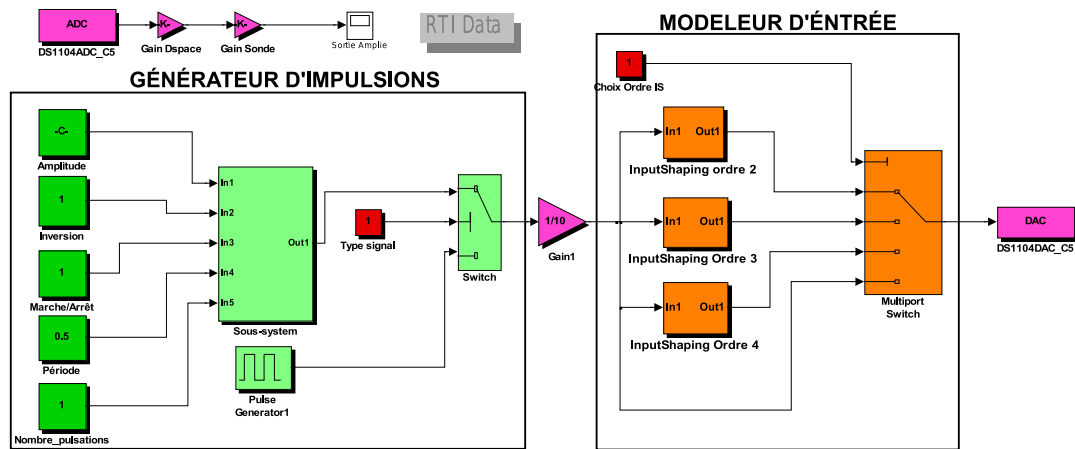 ADC
DS1104ADC_C5
K-
Gain Dspace
K-
Gain Sonde
Sortie Amplie
RTI Data
GÉNÉRATEUR D'IMPULSIONS
-C-
Amplitude
1
Inversion
1
Marche/Arrêt
0.5
Période
1
Nombre_pulsations
In1
In2
In3
In4
In5
Out1
Sous-system
Pulse
Generator1
1
Type signal
Switch
1/10
Gain1
MODELEUR D'ÉNTRÉE
1
Choix Ordre IS
In1 Out1
InputShaping ordre 2
In1 Out1
InputShaping Ordre 3
In1 Out1
InputShaping Ordre 4
Multiport
Switch
DAC
DS1104DAC_C5